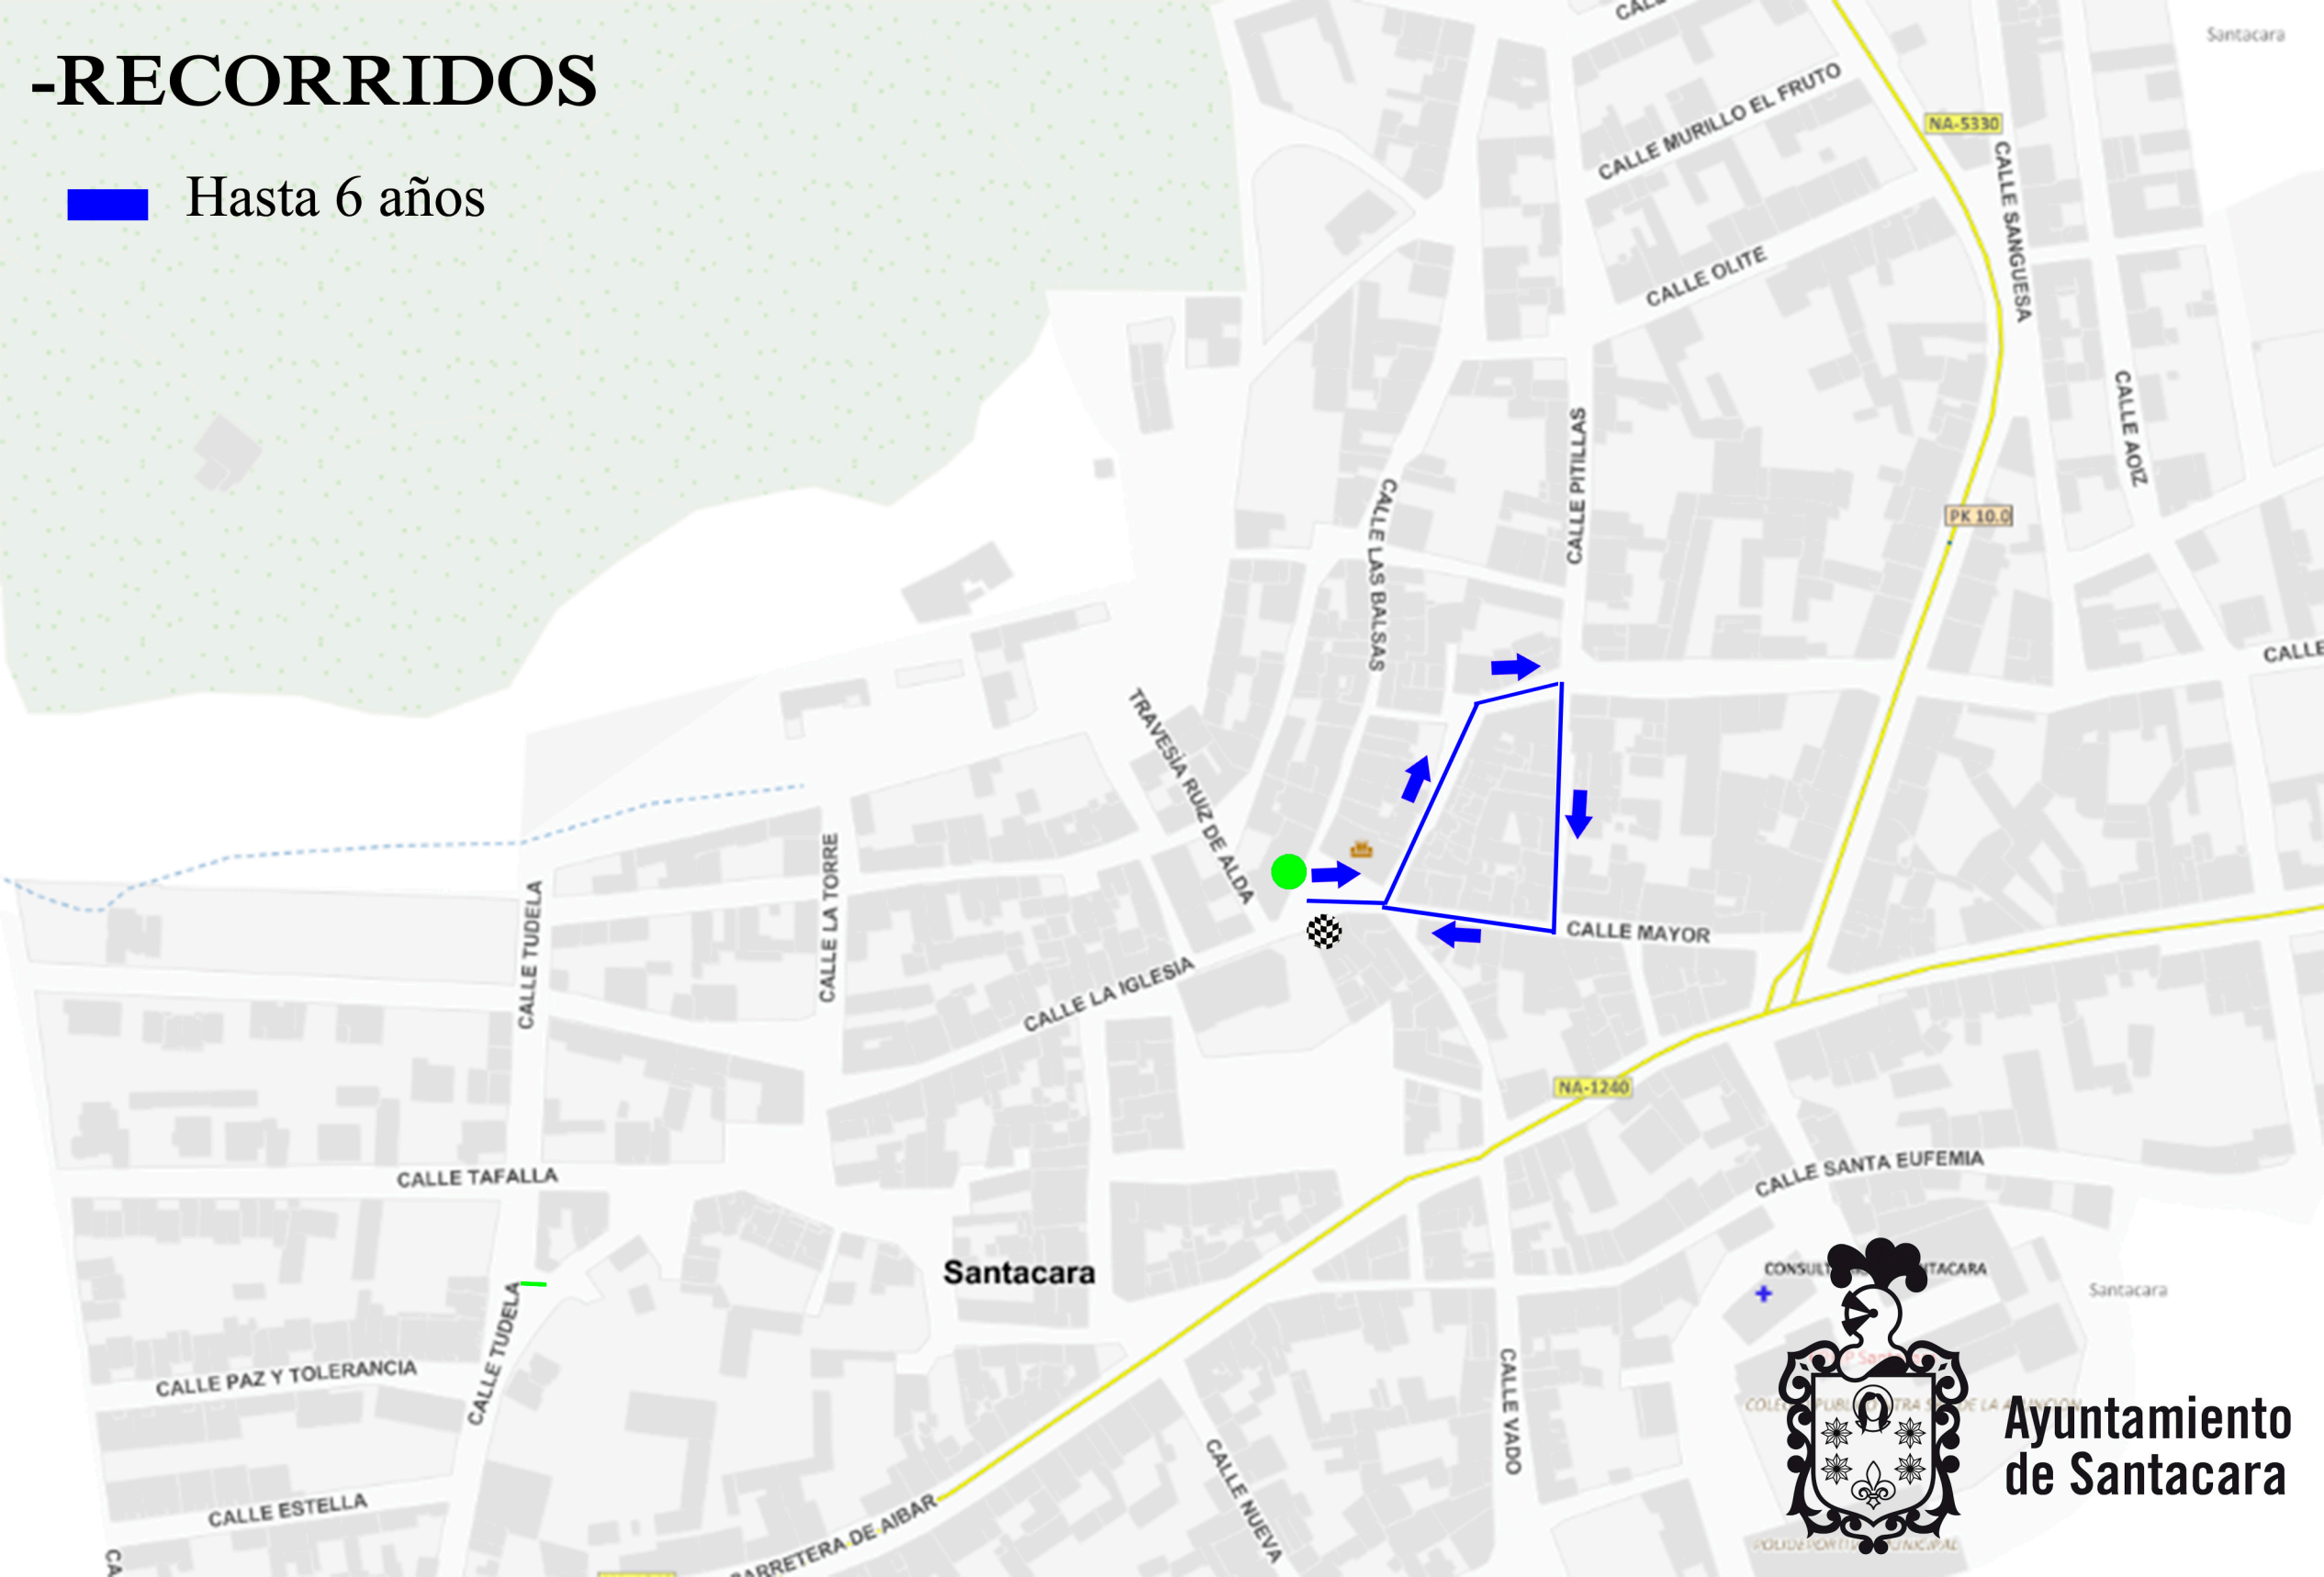 -RECORRIDOS
Hasta 6 años
Santacara
CALLE MURILLO EL FRUTO
NA-5330
CALLE SANGUESA
CALLE OLITE
CALLE AOIZ
CALLE PITILLAS
CALLE LAS BALSAS
PK 10.0
CALLE
TRAVESÍA RUIZ DE ALDA
CALLE LA TORRE
CALLE TUDELA
CALLE MAYOR
CALLE LA IGLESIA
NA-1240
CALLE TAFALLA
CALLE SANTA EUFEMIA
Santacara
Santacara
CALLE TUDELA
CALLE PAZ Y TOLERANCIA
CALLE VADO
CALLE NUEVA
CALLE ESTELLA
CARRETERA DE AIBAR
Ayuntamiento
de Santacara